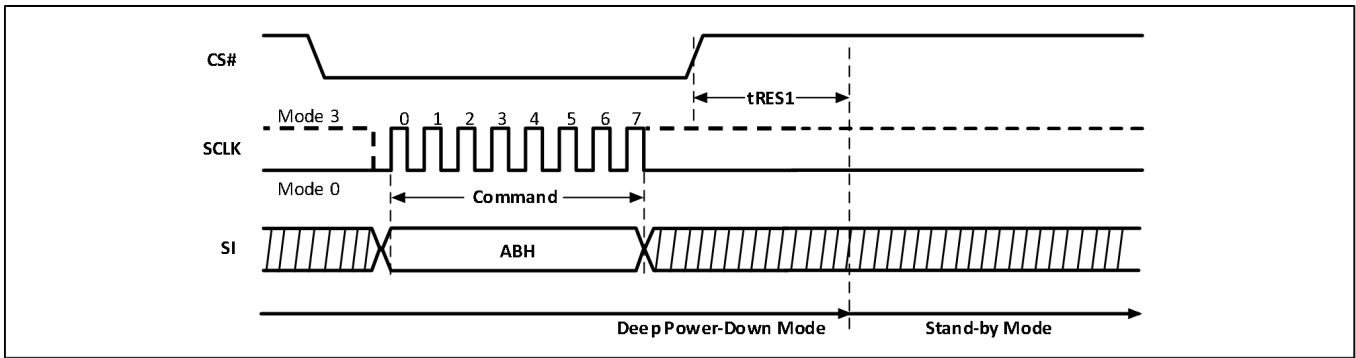 CS#
tRES1
Mode 3
0 1 2 3 4 5 6 7
SCLK
Mode 0
Command
SI
ABH
Deep Power-Down Mode
Stand-by Mode